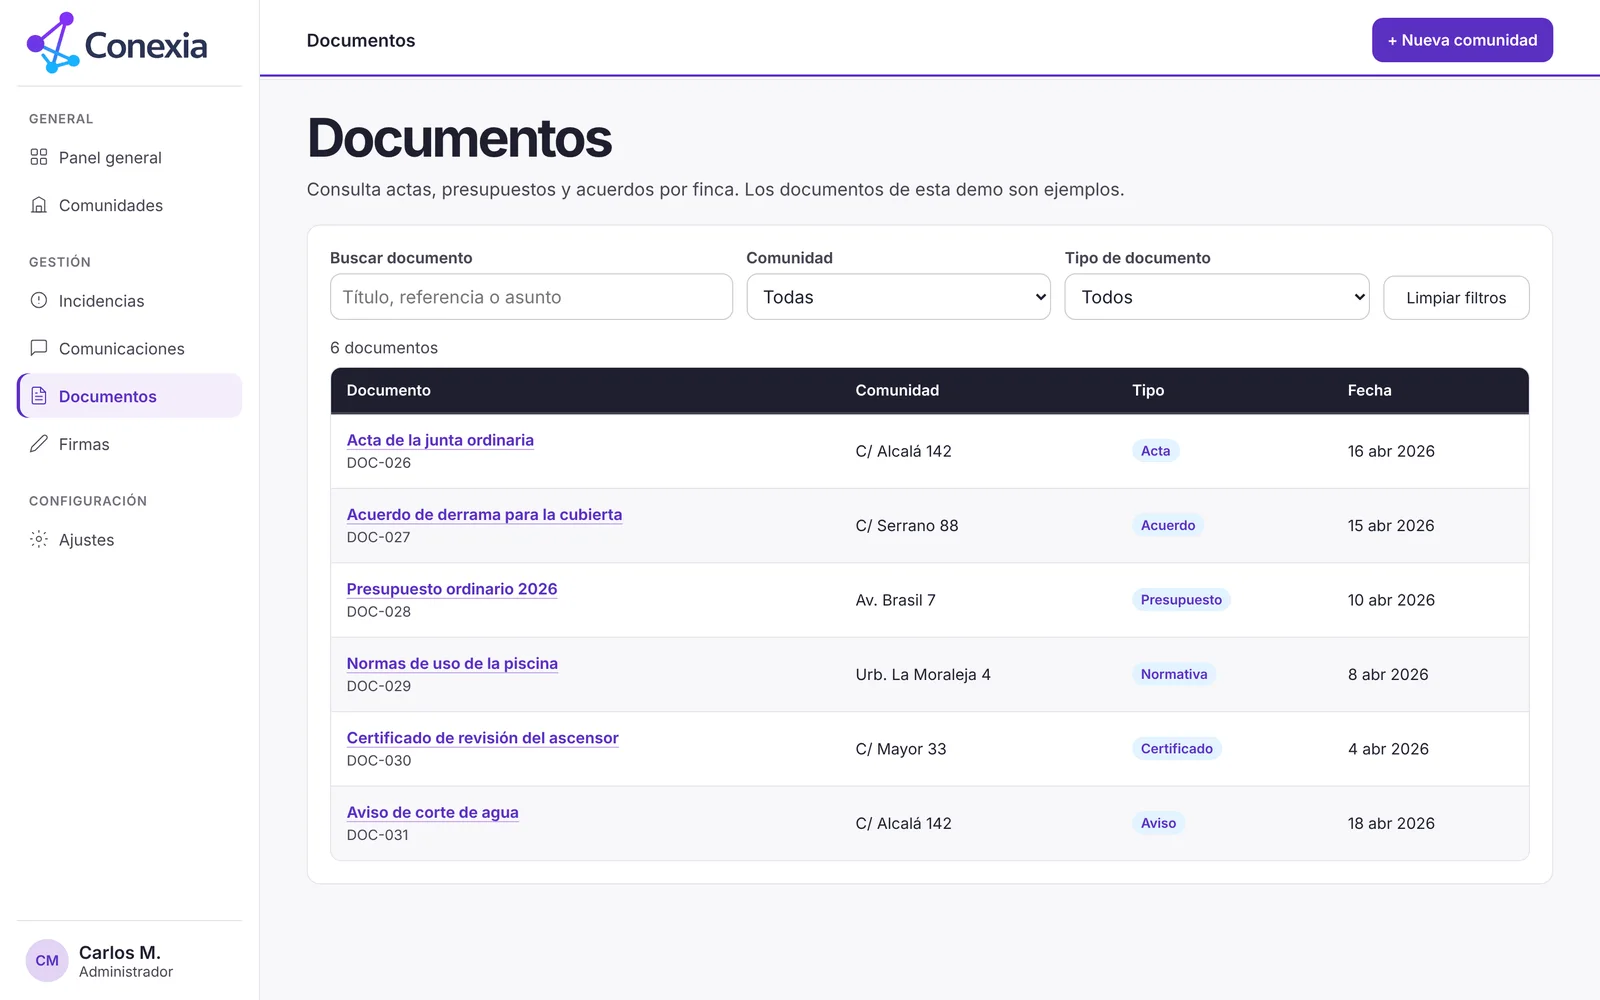 Conexia
GENERAL
Panel general
Comunidades
GESTIÓN
Incidencias
Comunicaciones
Documentos
Firmas
CONFIGURACIÓN
Ajustes
CM
Carlos M.
Administrador
Documentos
+ Nueva comunidad
Documentos
Consulta actas, presupuestos y acuerdos por finca. Los documentos de esta demo son ejemplos.
Buscar documento
Título, referencia o asunto
Comunidad
Todas
Tipo de documento
Todos
Limpiar filtros
6 documentos
Documento Comunidad Tipo Fecha
Acta de la junta ordinaria
DOC-026
C/ Alcalá 142 Acta 16 abr 2026
Acuerdo de derrama para la cubierta
DOC-027
C/ Serrano 88 Acuerdo 15 abr 2026
Presupuesto ordinario 2026
DOC-028
Av. Brasil 7 Presupuesto 10 abr 2026
Normas de uso de la piscina
DOC-029
Urb. La Moraleja 4 Normativa 8 abr 2026
Certificado de revisión del ascensor
DOC-030
C/ Mayor 33 Certificado 4 abr 2026
Aviso de corte de agua
DOC-031
C/ Alcalá 142 Aviso 18 abr 2026